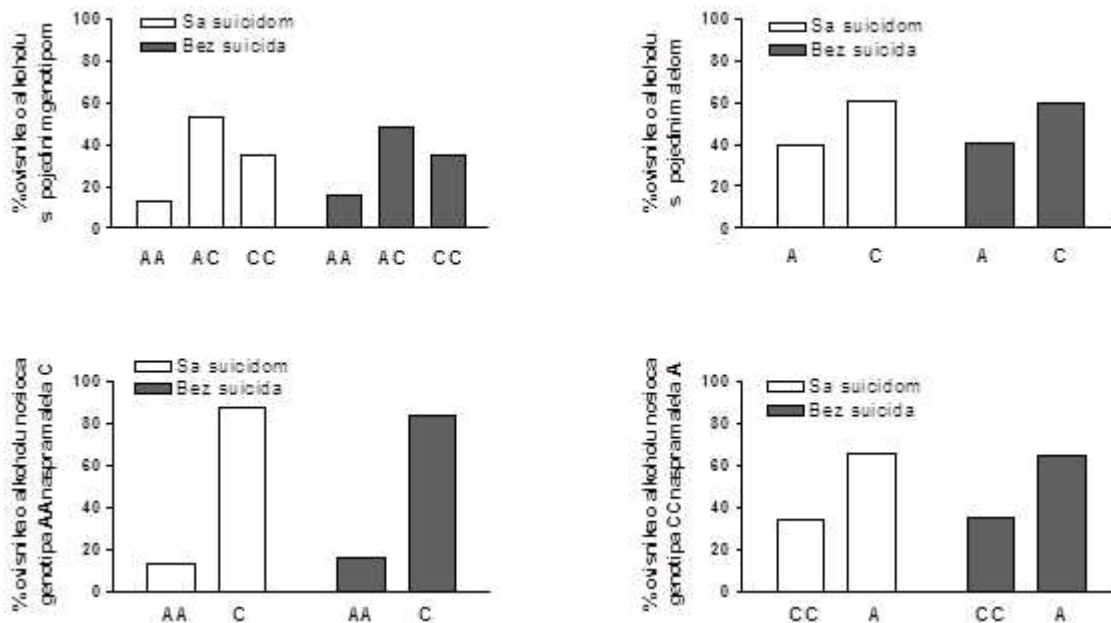 % ovisnika o alkoholu
s pojedinim genotipom
100
80
60
40
20
0
Sa suicidom
Bez suicida
AA AC CC AA AC CC
% ovisnika o alkoholu
s pojedinim alelom
100
80
60
40
20
0
Sa suicidom
Bez suicida
A C A C
% ovisnika o alkoholu nosioca
genotipa AA naspram alela C
100
80
60
40
20
0
Sa suicidom
Bez suicida
AA C AA C
% ovisnika o alkoholu nosioca
genotipa CC naspram alela A
100
80
60
40
20
0
Sa suicidom
Bez suicida
CC A CC A